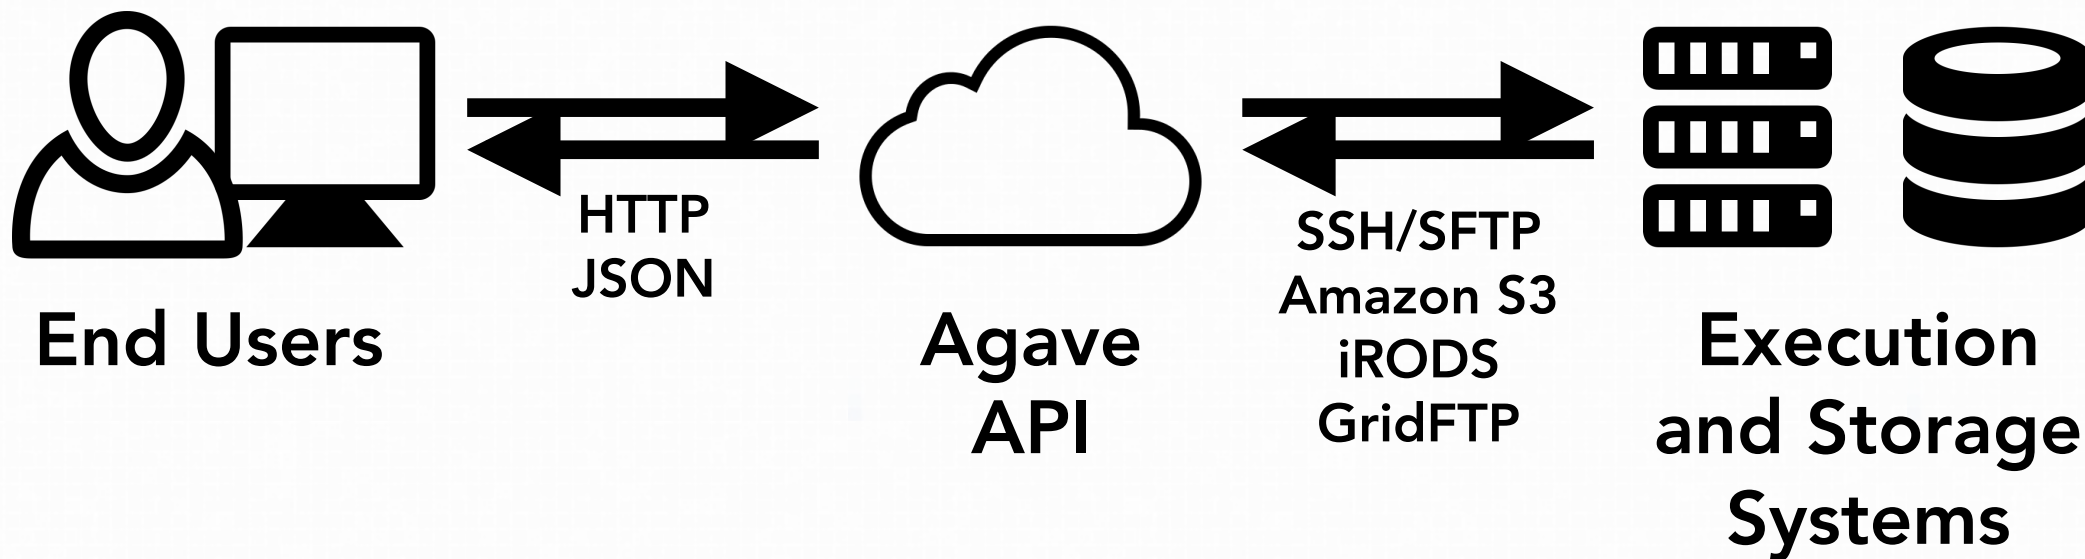 End Users
HTTP
JSON
Agave
API
SSH/SFTP
Amazon S3
iRODS
GridFTP
Execution
and Storage
Systems